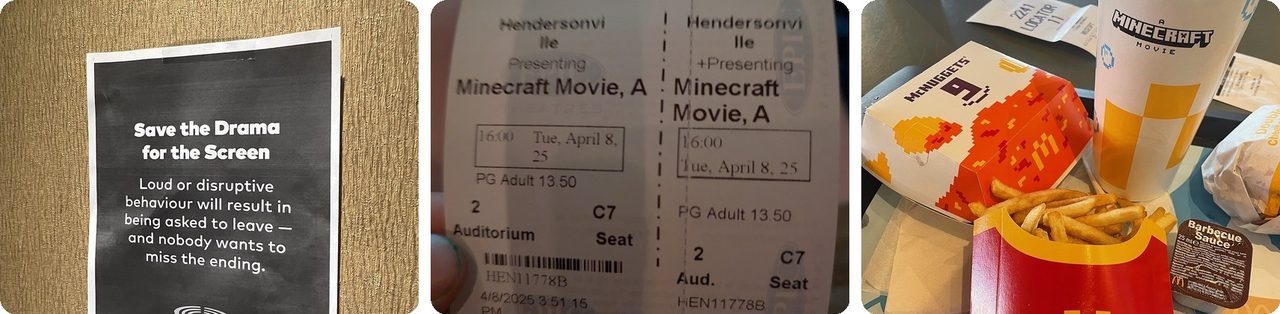 Save the Drama
for the Screen
Loud or disruptive
behaviour will result in
being asked to leave —
and nobody wants to
miss the ending.
Hendersonvi
lle
Presenting
Minecraft Movie, A
16:00 Tue, April 8,
25
PG Adult 13.50
2 C7
Auditorium Seat
HEN11778B
4/8/2025 3:51:15
PM
Hendersonvi
lle
+Presenting
Minecraft
Movie, A
16:00
Tue, April 8, 25
PG Adult 13.50
2 C7
Aud. Seat
HEN11778B
2241
LOCATOR
11
A
MINECRAFT
MOVIE
McNUGGETS
9
Barbecue
Sauce
25 ml